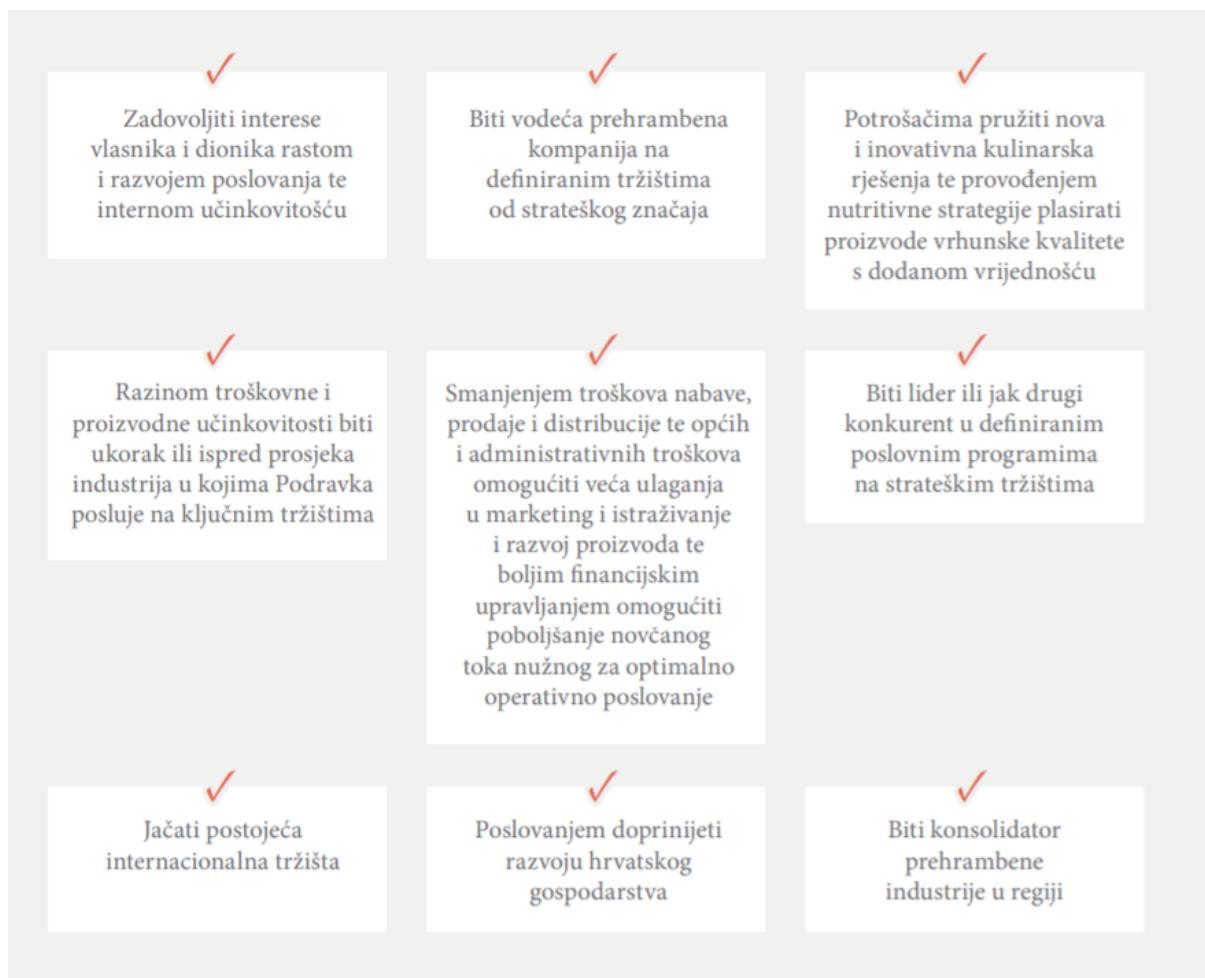 Zadovoljiti interese
vlasnika i dionika rastom
i razvojem poslovanja te
internom učinkovitošću
Biti vodeća prehrambena
kompanija na
definiranim tržištima
od strateškog značaja
Potrošačima pružiti nova
i inovativna kulinarska
rješenja te provođenjem
nutritivne strategije plasirati
proizvode vrhunske kvalitete
s dodanom vrijednošću
Razinom troškovne i
proizvodne učinkovitosti biti
ukorak ili ispred prosjeka
industrija u kojima Podravka
posluje na ključnim tržištima
Smanjenjem troškova nabave,
prodaje i distribucije te općih
i administrativnih troškova
omogućiti veća ulaganja
u marketing i istraživanje
i razvoj proizvoda te
boljim financijskim
upravljanjem omogućiti
poboljšanje novčanog
toka nužnog za optimalno
operativno poslovanje
Biti lider ili jak drugi
konkurent u definiranim
poslovnim programima
na strateškim tržištima
Jačati postojeća
internacionalna tržišta
Poslovanjem doprinijeti
razvoju hrvatskog
gospodarstva
Biti konsolidator
prehrambene
industrije u regiji